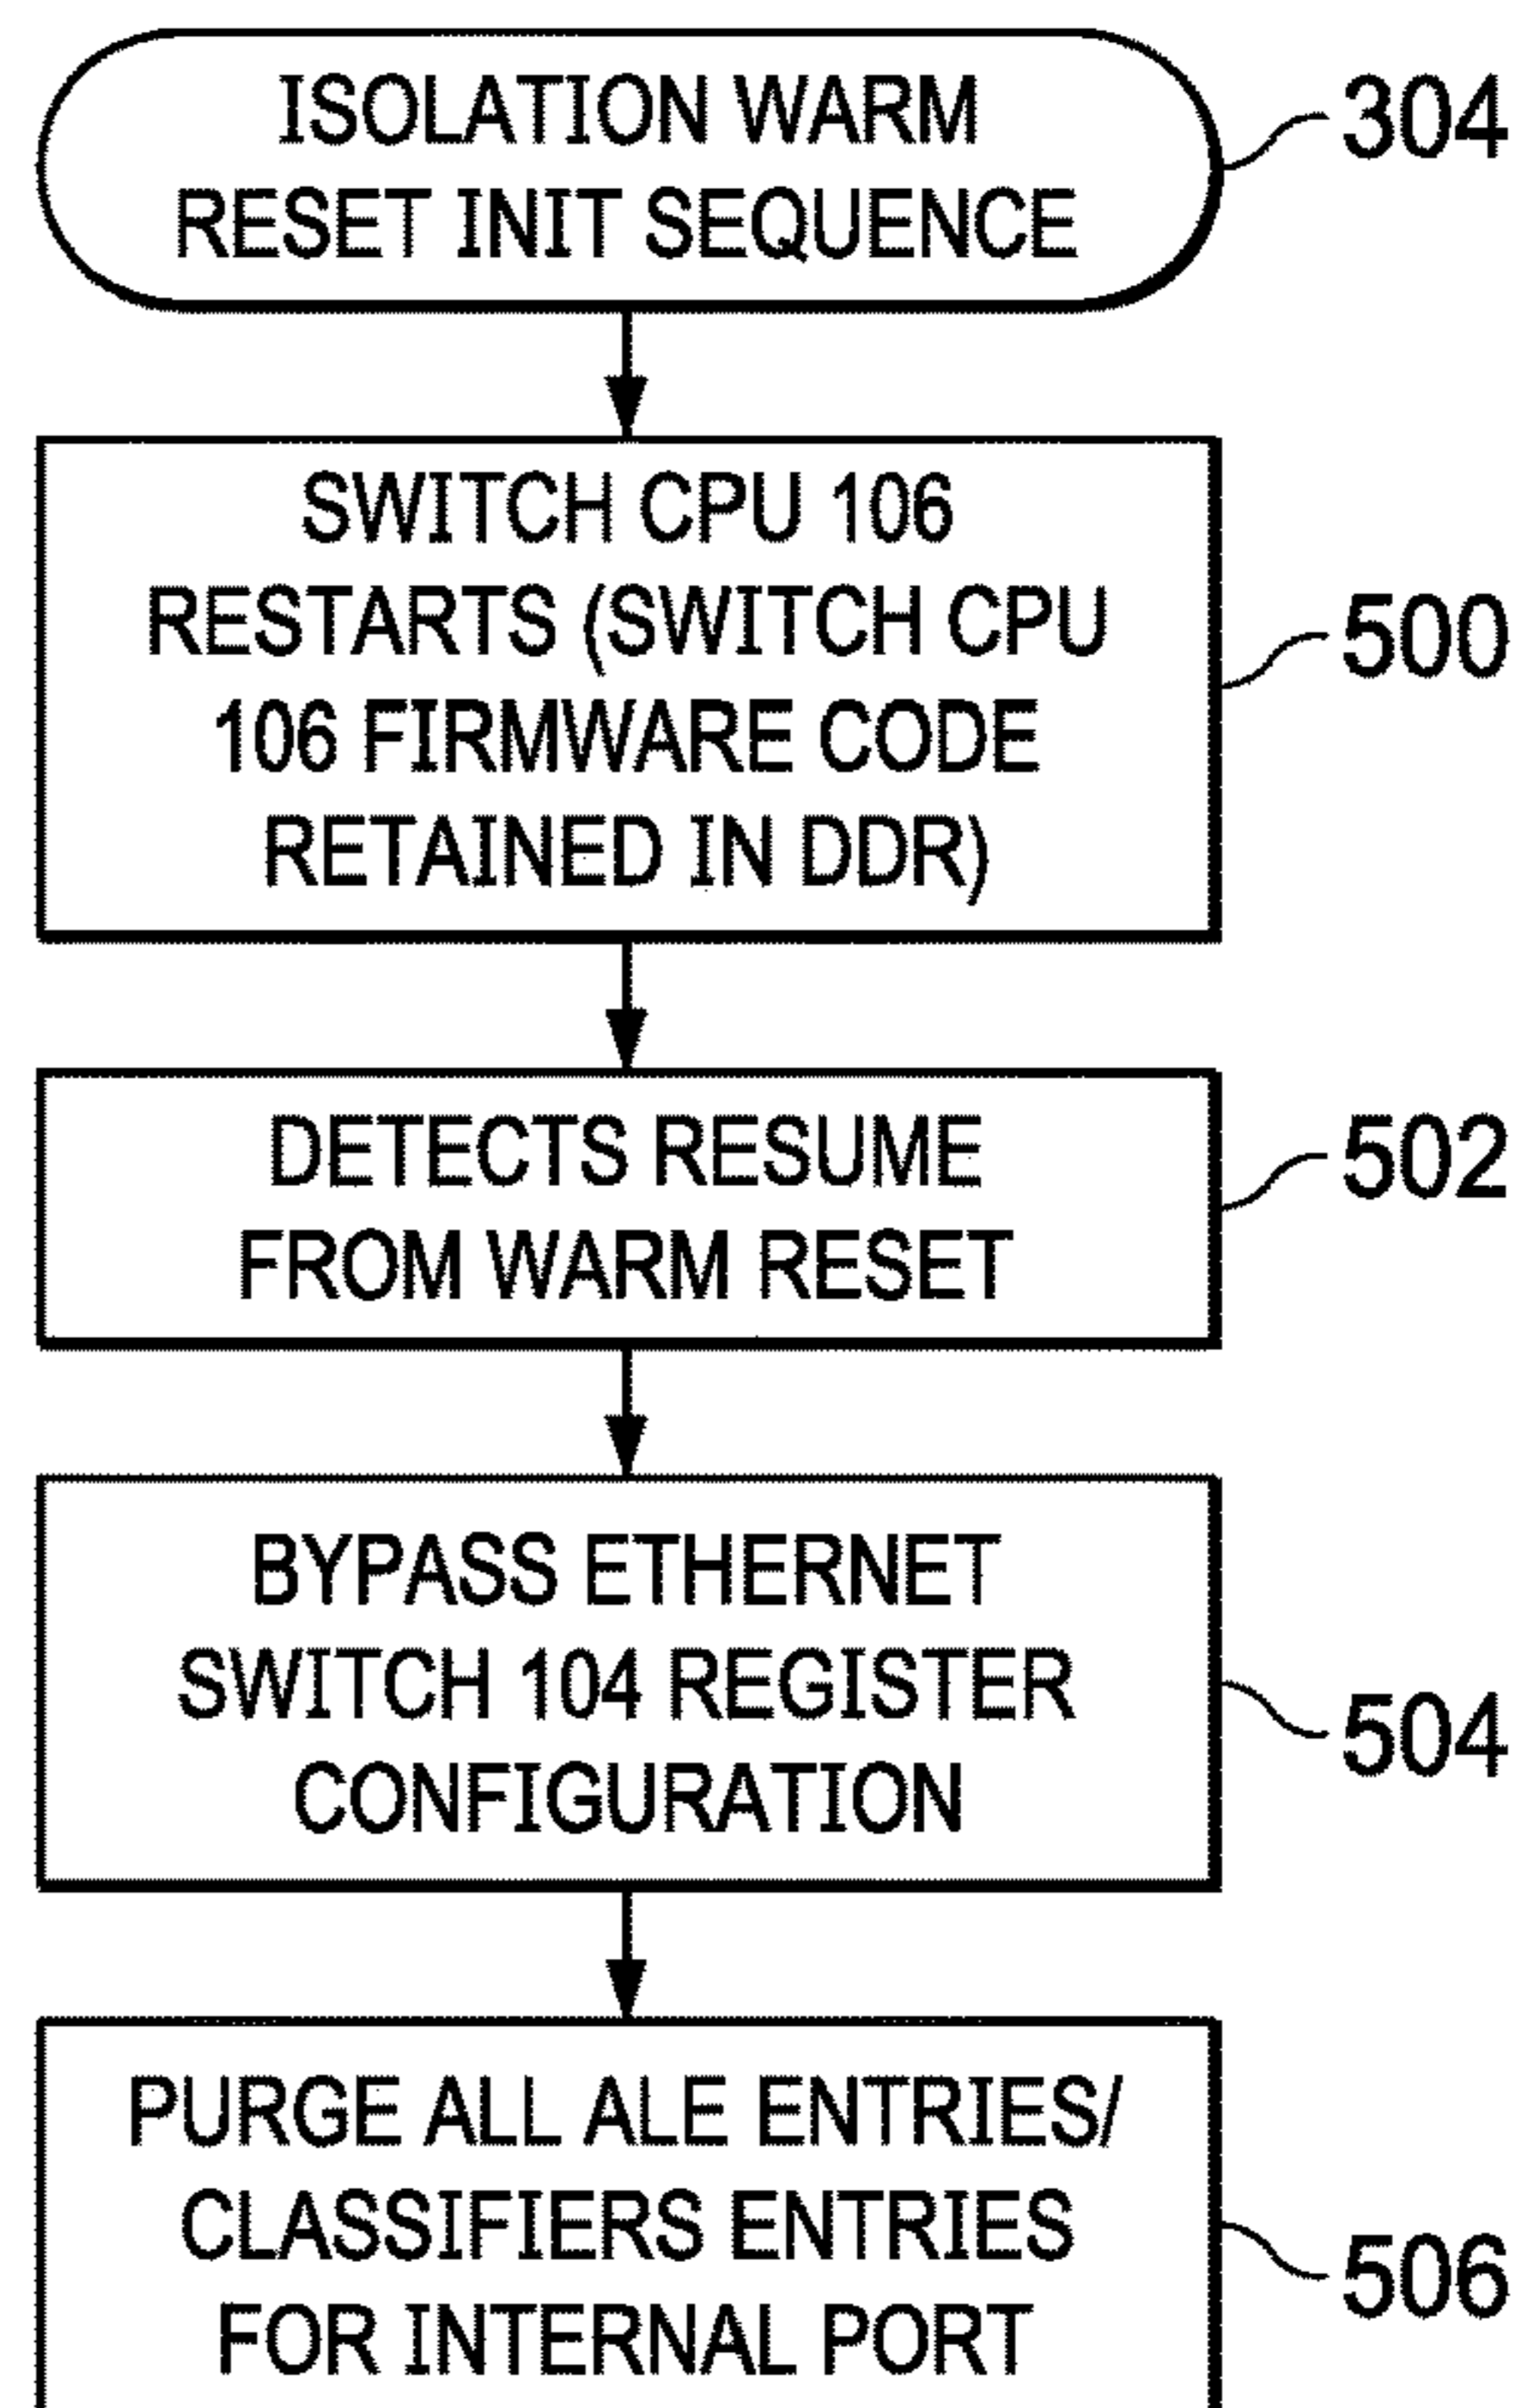 ISOLATION WARM
RESET INIT SEQUENCE
304
SWITCH CPU 106
RESTARTS (SWITCH CPU
106 FIRMWARE CODE
RETAINED IN DDR)
500
DETECTS RESUME
FROM WARM RESET
502
BYPASS ETHERNET
SWITCH 104 REGISTER
CONFIGURATION
504
PURGE ALL ALE ENTRIES/
CLASSIFIERS ENTRIES
FOR INTERNAL PORT
506